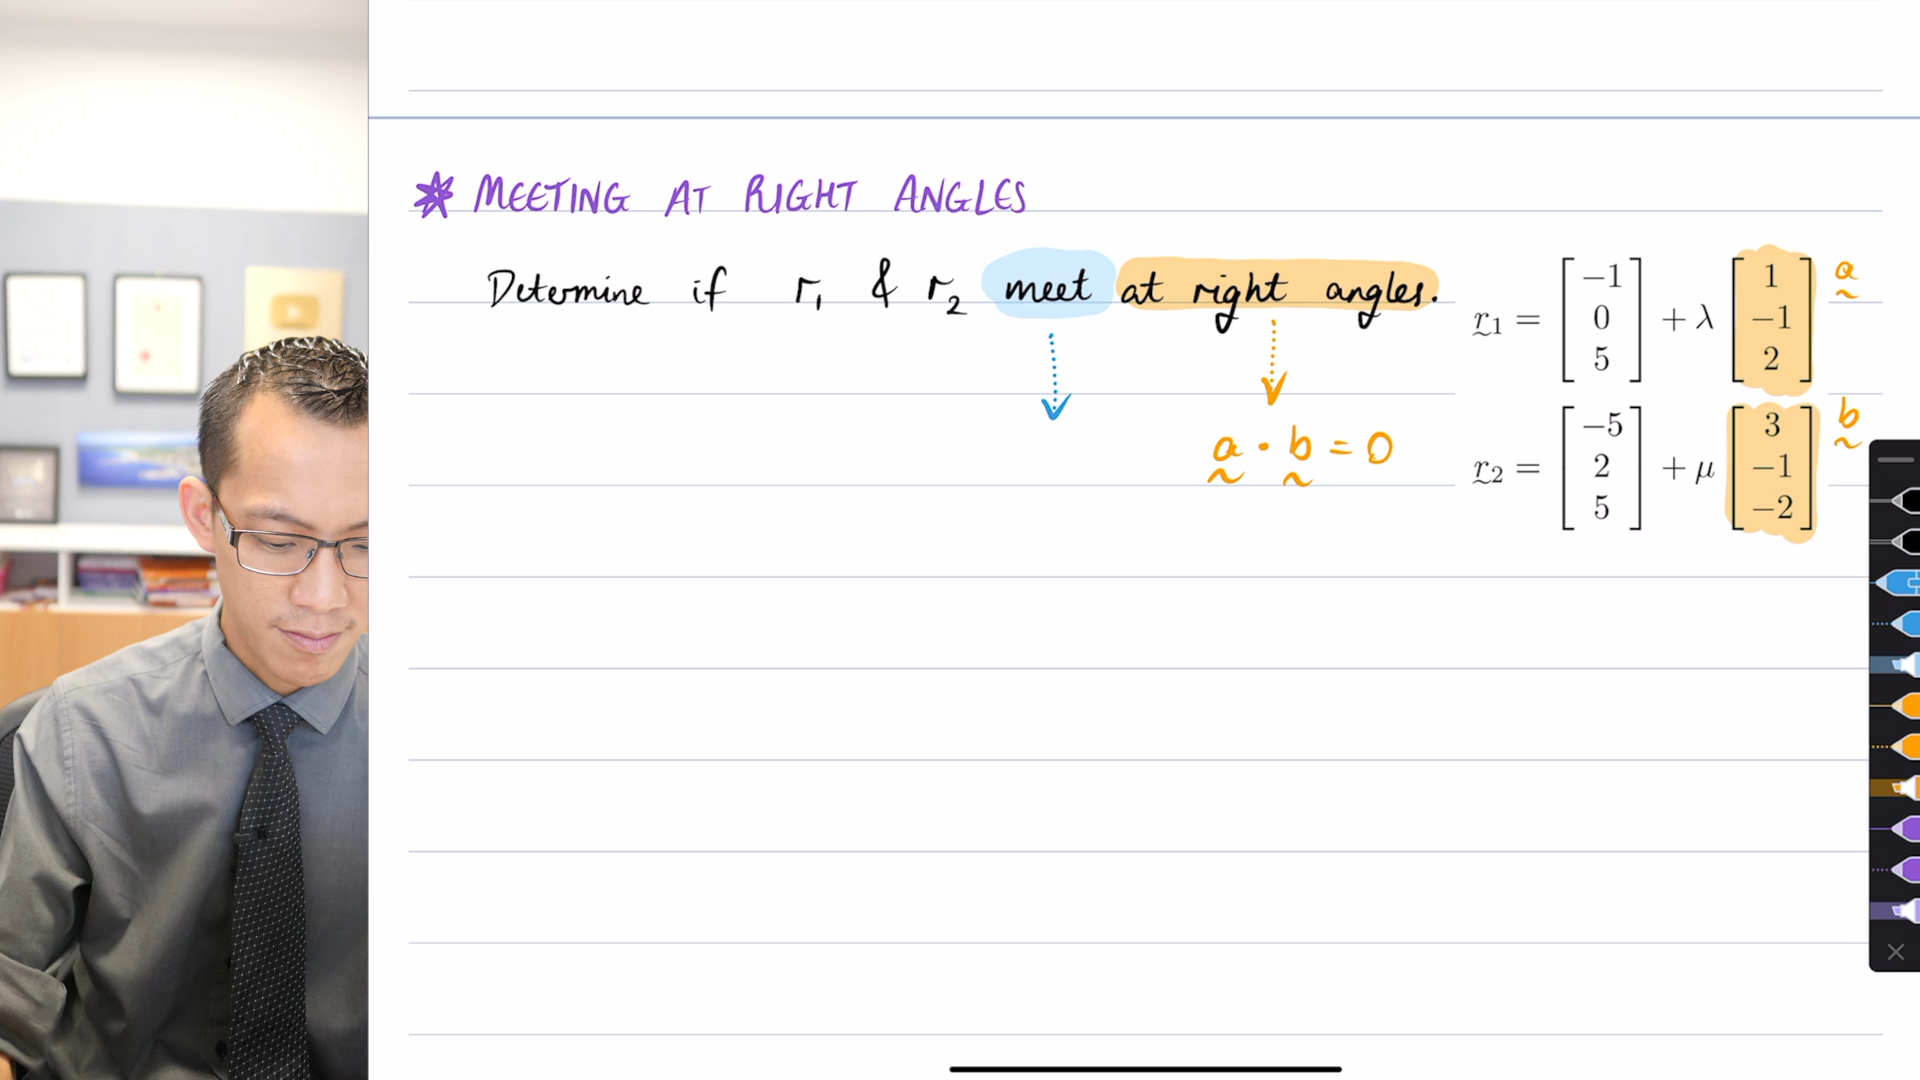 * MEETING AT RIGHT ANGLES
Determine if r₁ & r₂ meet at right angles.
r₁ = [−1 0 5] + λ [1 −1 2] a
a · b = 0
r₂ = [−5 2 5] + μ [3 −1 −2] b